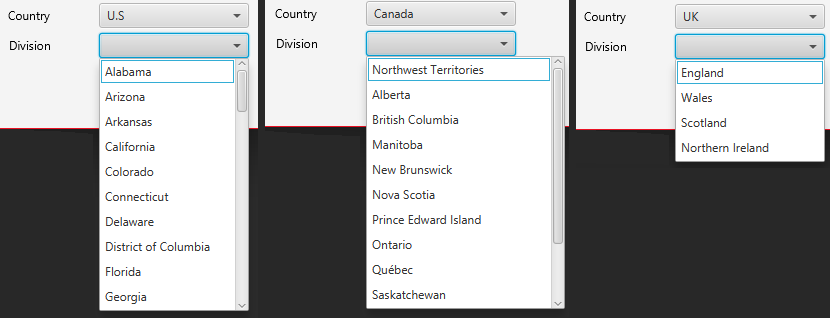 Country U.S
Division
Alabama
Arizona
Arkansas
California
Colorado
Connecticut
Delaware
District of Columbia
Florida
Georgia
Country Canada
Division
Northwest Territories
Alberta
British Columbia
Manitoba
New Brunswick
Nova Scotia
Prince Edward Island
Ontario
Québec
Saskatchewan
Country UK
Division
England
Wales
Scotland
Northern Ireland